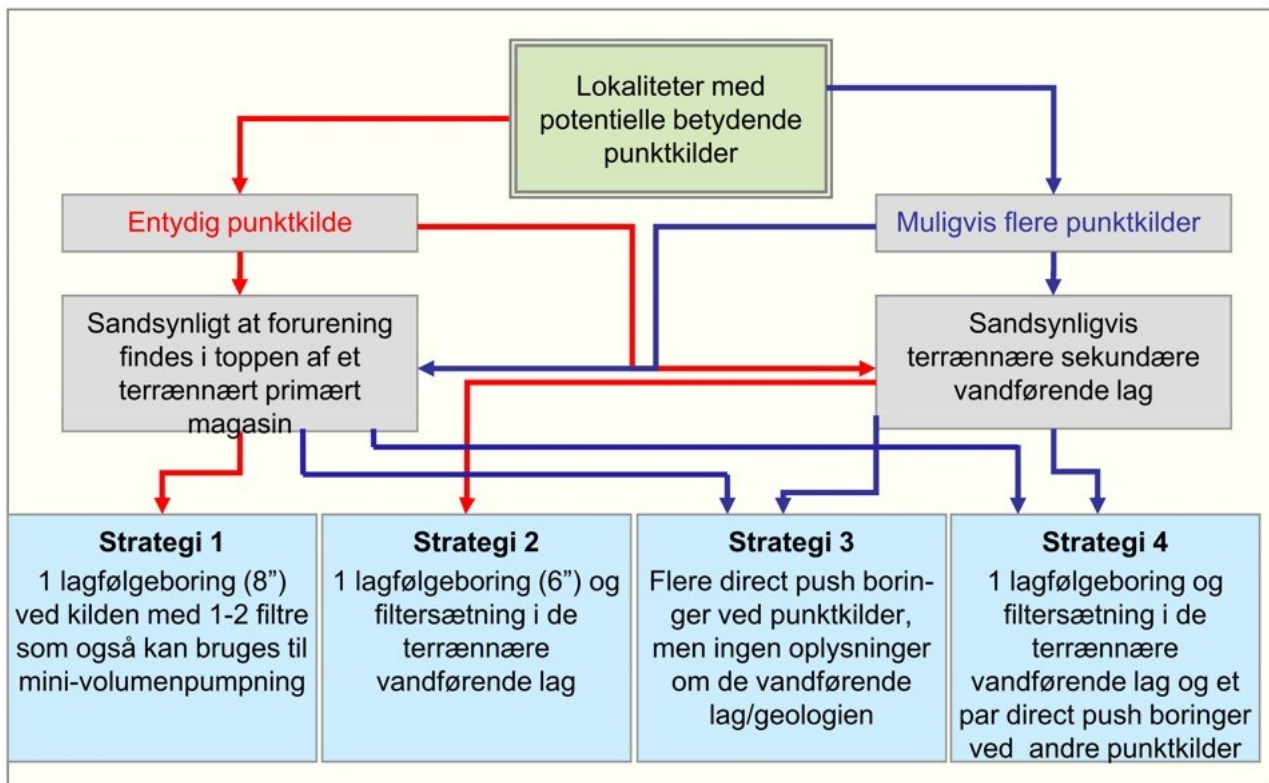 Lokaliteter med
potentielle betydende
punktkilder
Entydig punktkilde
Muligvis flere punktkilder
Sandsynligt at forurening
findes i toppen af et
terrænnært primært
magasin
Sandsynligvis
terrænnære sekundære
vandførende lag
Strategi 1
1 lagfølgeboring (8”)
ved kilden med 1-2 filtre
som også kan bruges til
mini-volumenpumpning
Strategi 2
1 lagfølgeboring (6”) og
filtersætning i de
terrænnære
vandførende lag
Strategi 3
Flere direct push borin-
ger ved punktkilder,
men ingen oplysninger
om de vandførende
lag/geologien
Strategi 4
1 lagfølgeboring og
filtersætning i de
terrænnære
vandførende lag og et
par direct push boringer
ved andre punktkilder